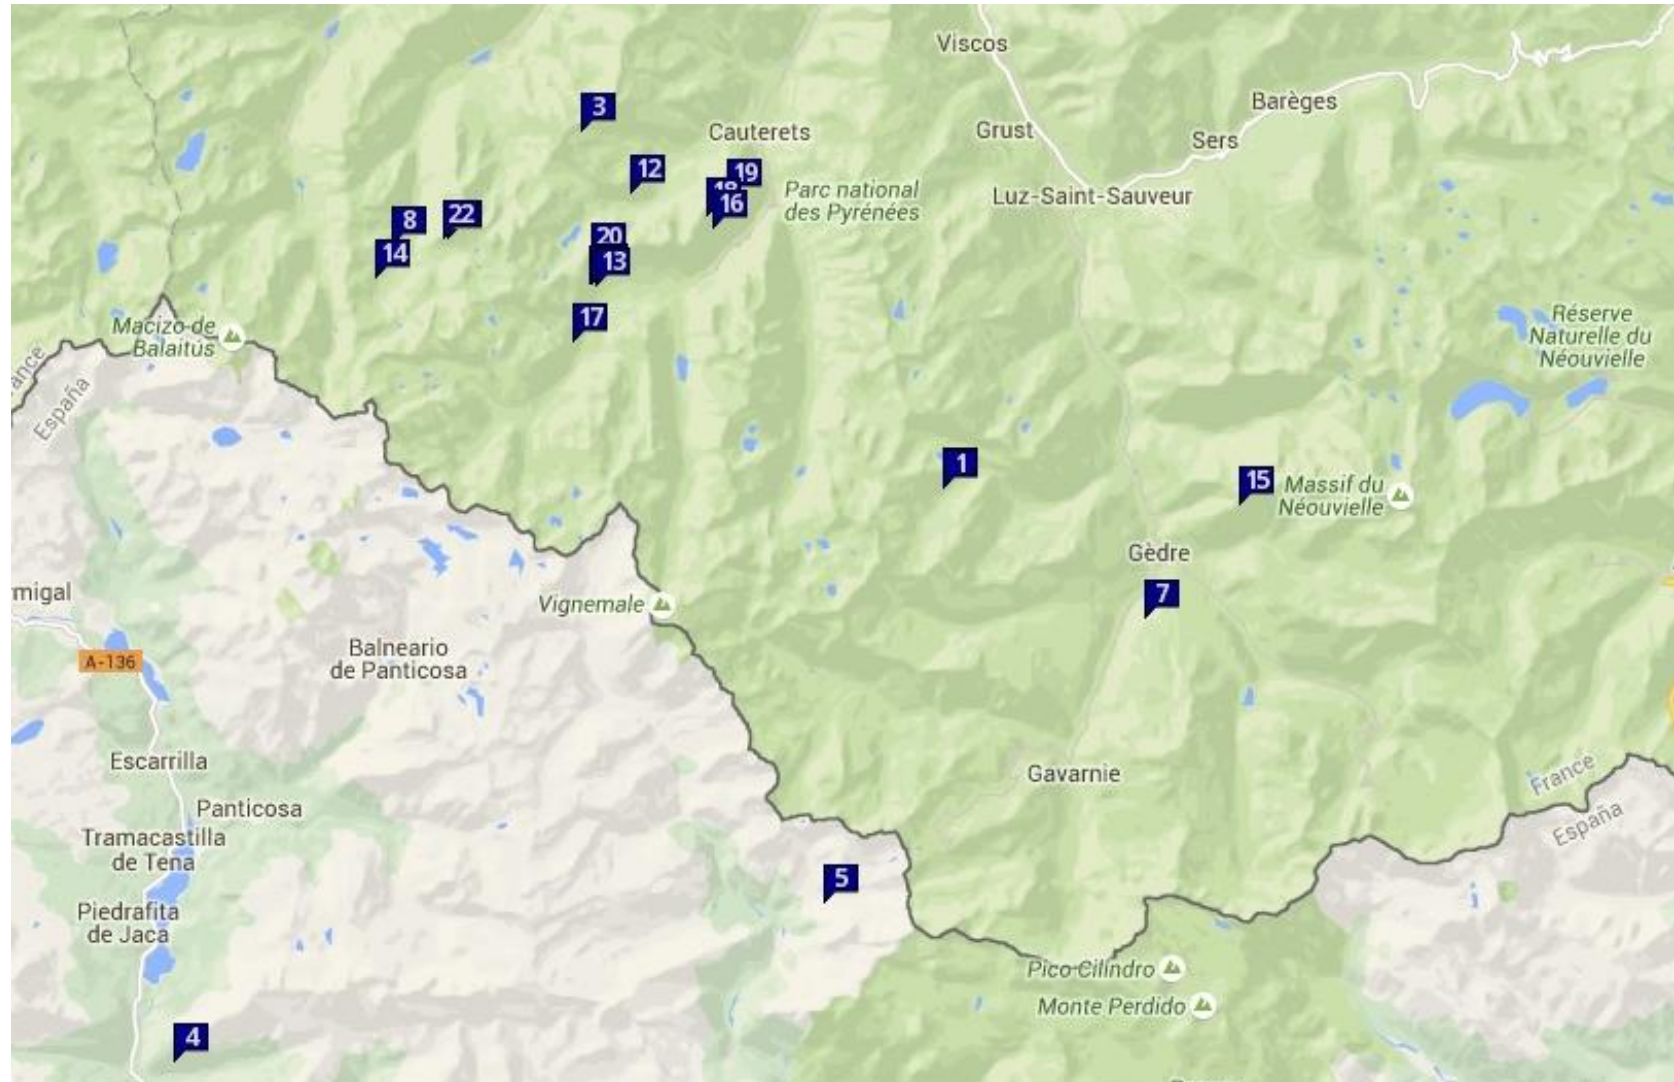 Viscos
Barèges
3
Cauterets
Grust
Sers
12
19
18
16
Parc national
des Pyrénées
Luz-Saint-Sauveur
8
22
20
14
13
17
Macizo de
Balaitús
Réserve
Naturelle du
Néouvielle
España
1
15
Massif du
Néouvielle
Gèdre
7
migal
Vignemale
Balneario
de Panticosa
A-136
Escarrilla
Gavarnie
France
España
Panticosa
Tramacastilla
de Tena
5
Piedrafita
de Jaca
Pico Cilindro
Monte Perdido
4